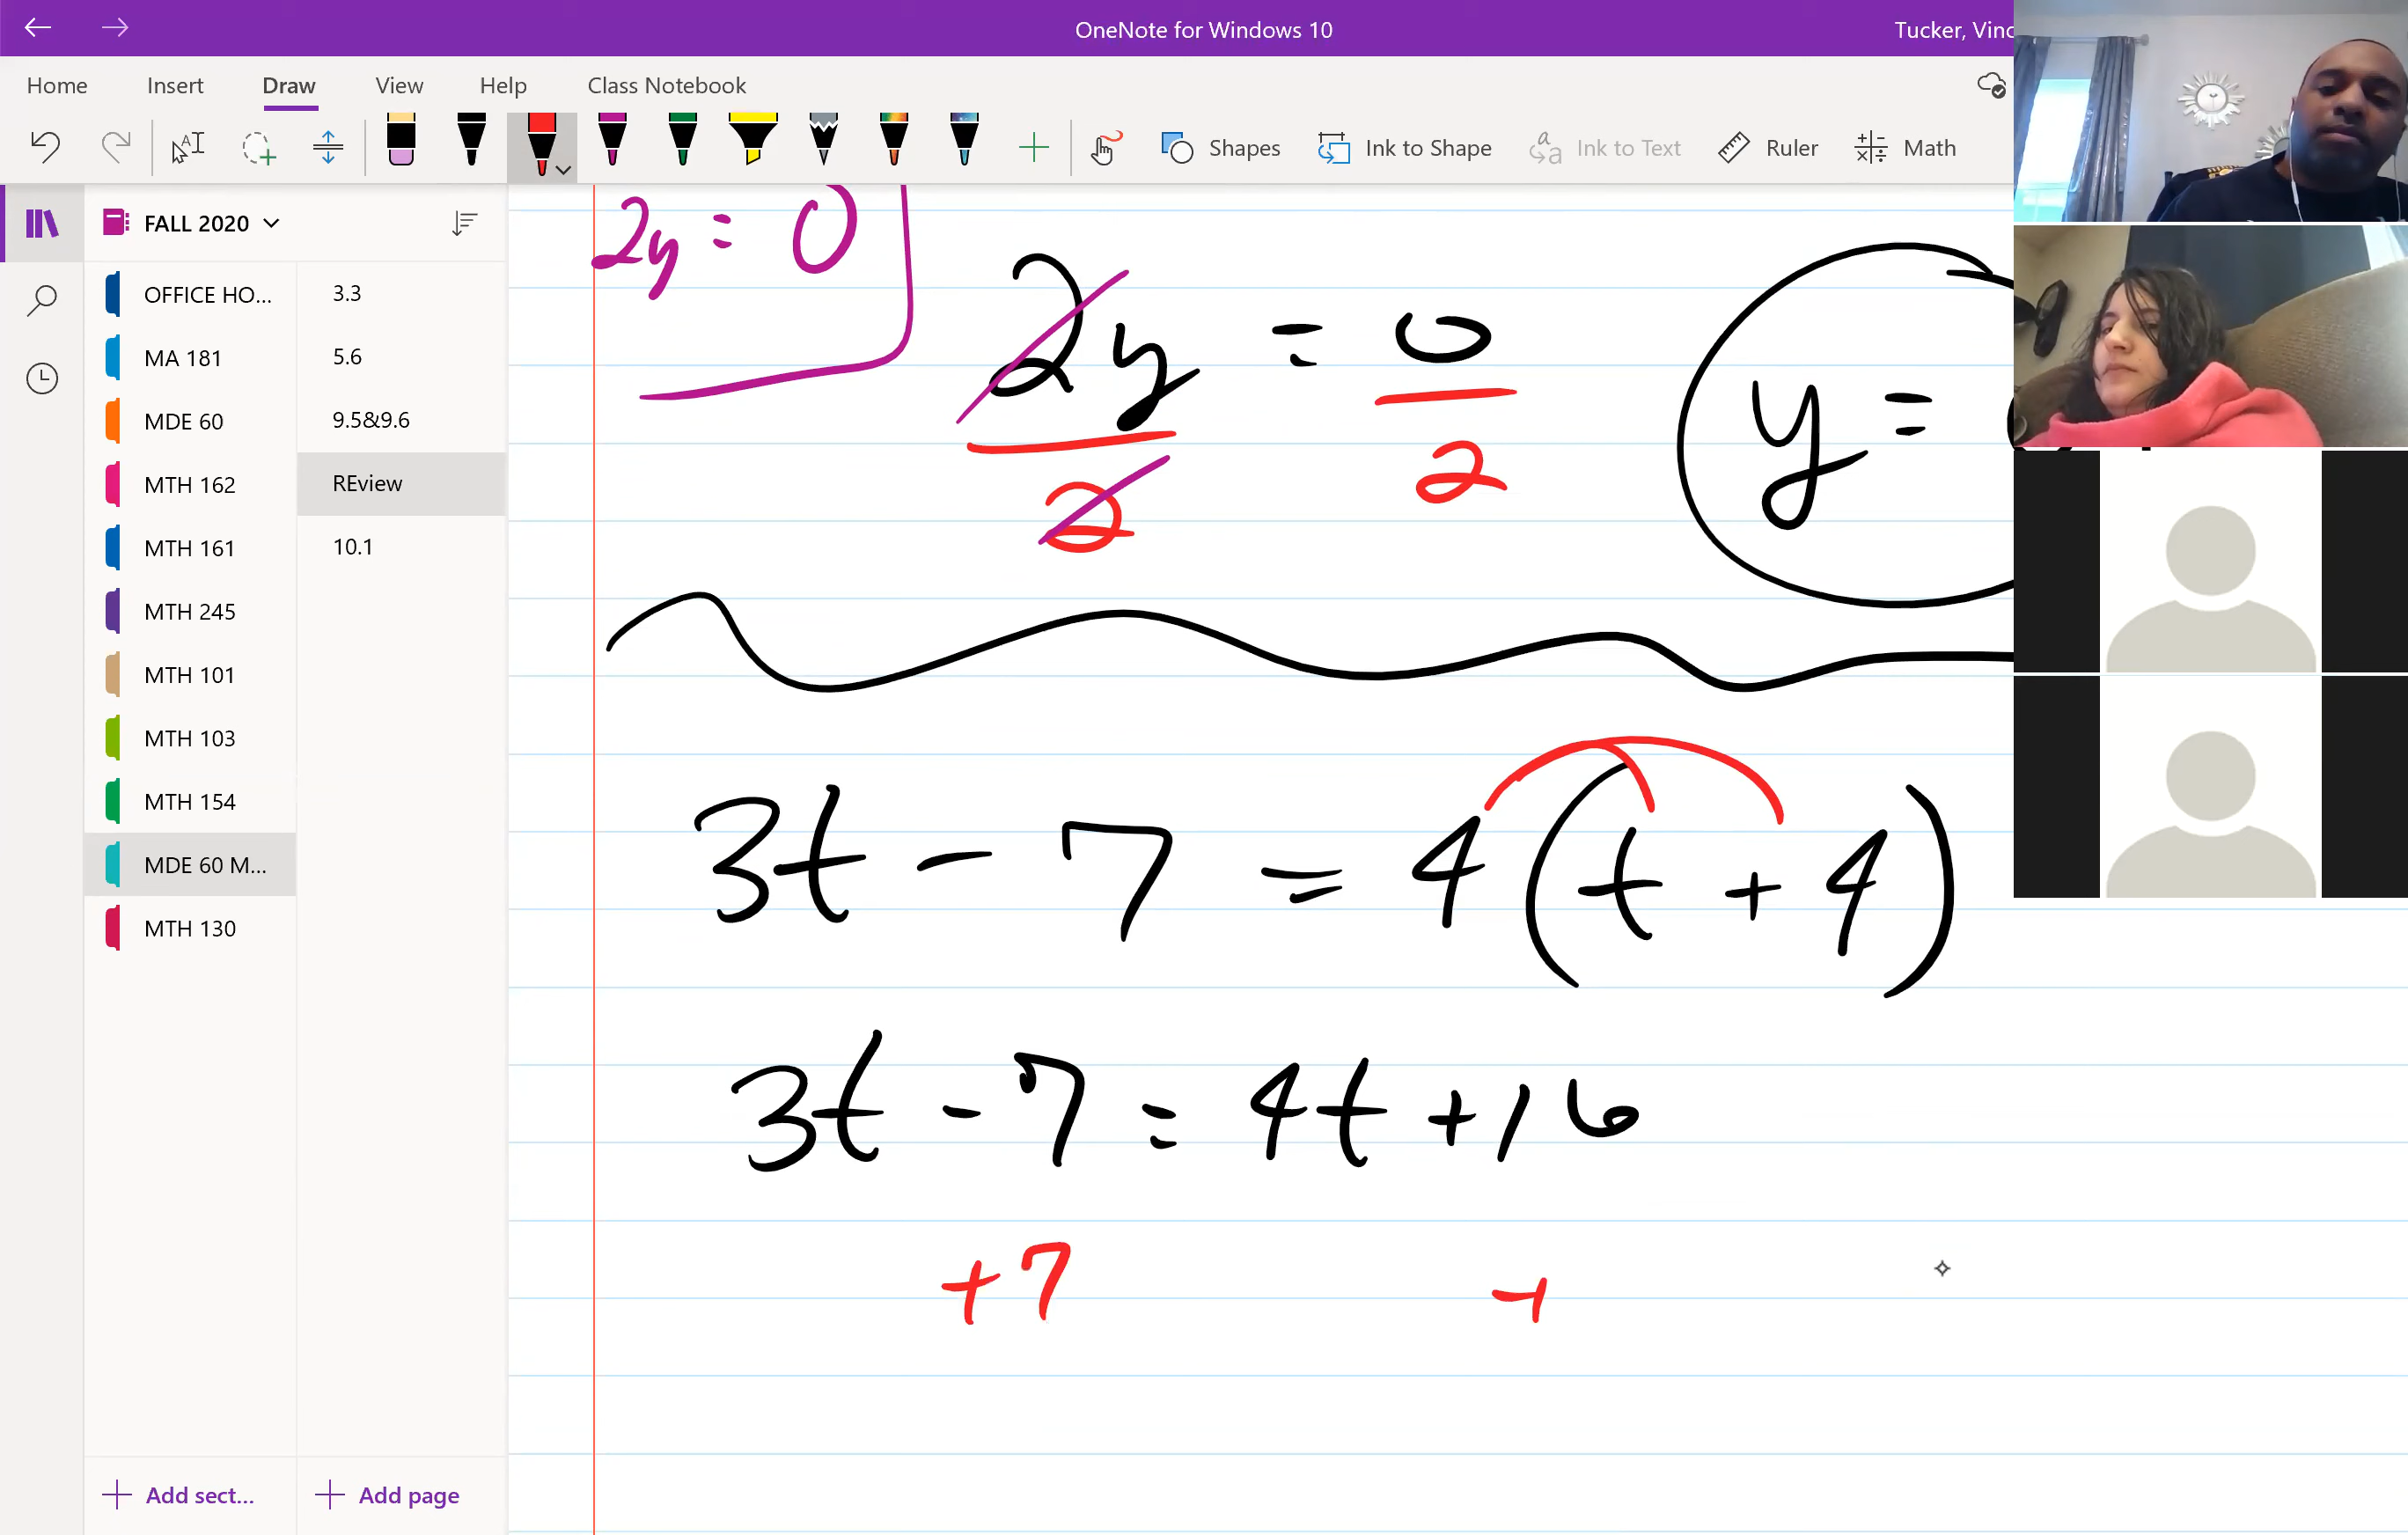 OneNote for Windows 10
Tucker, Vinc
Home Insert Draw View Help Class Notebook
Shapes Ink to Shape Ink to Text Ruler Math
FALL 2020
OFFICE HO...
MA 181
MDE 60
MTH 162
MTH 161
MTH 245
MTH 101
MTH 103
MTH 154
MDE 60 M...
MTH 130
3.3
5.6
9.5&9.6
REview
10.1
Add sect...
Add page
2y = 0
2y = 0
2 2
y =
3t - 7 = 4(t + 4)
3t - 7 = 4t + 16
+7 +